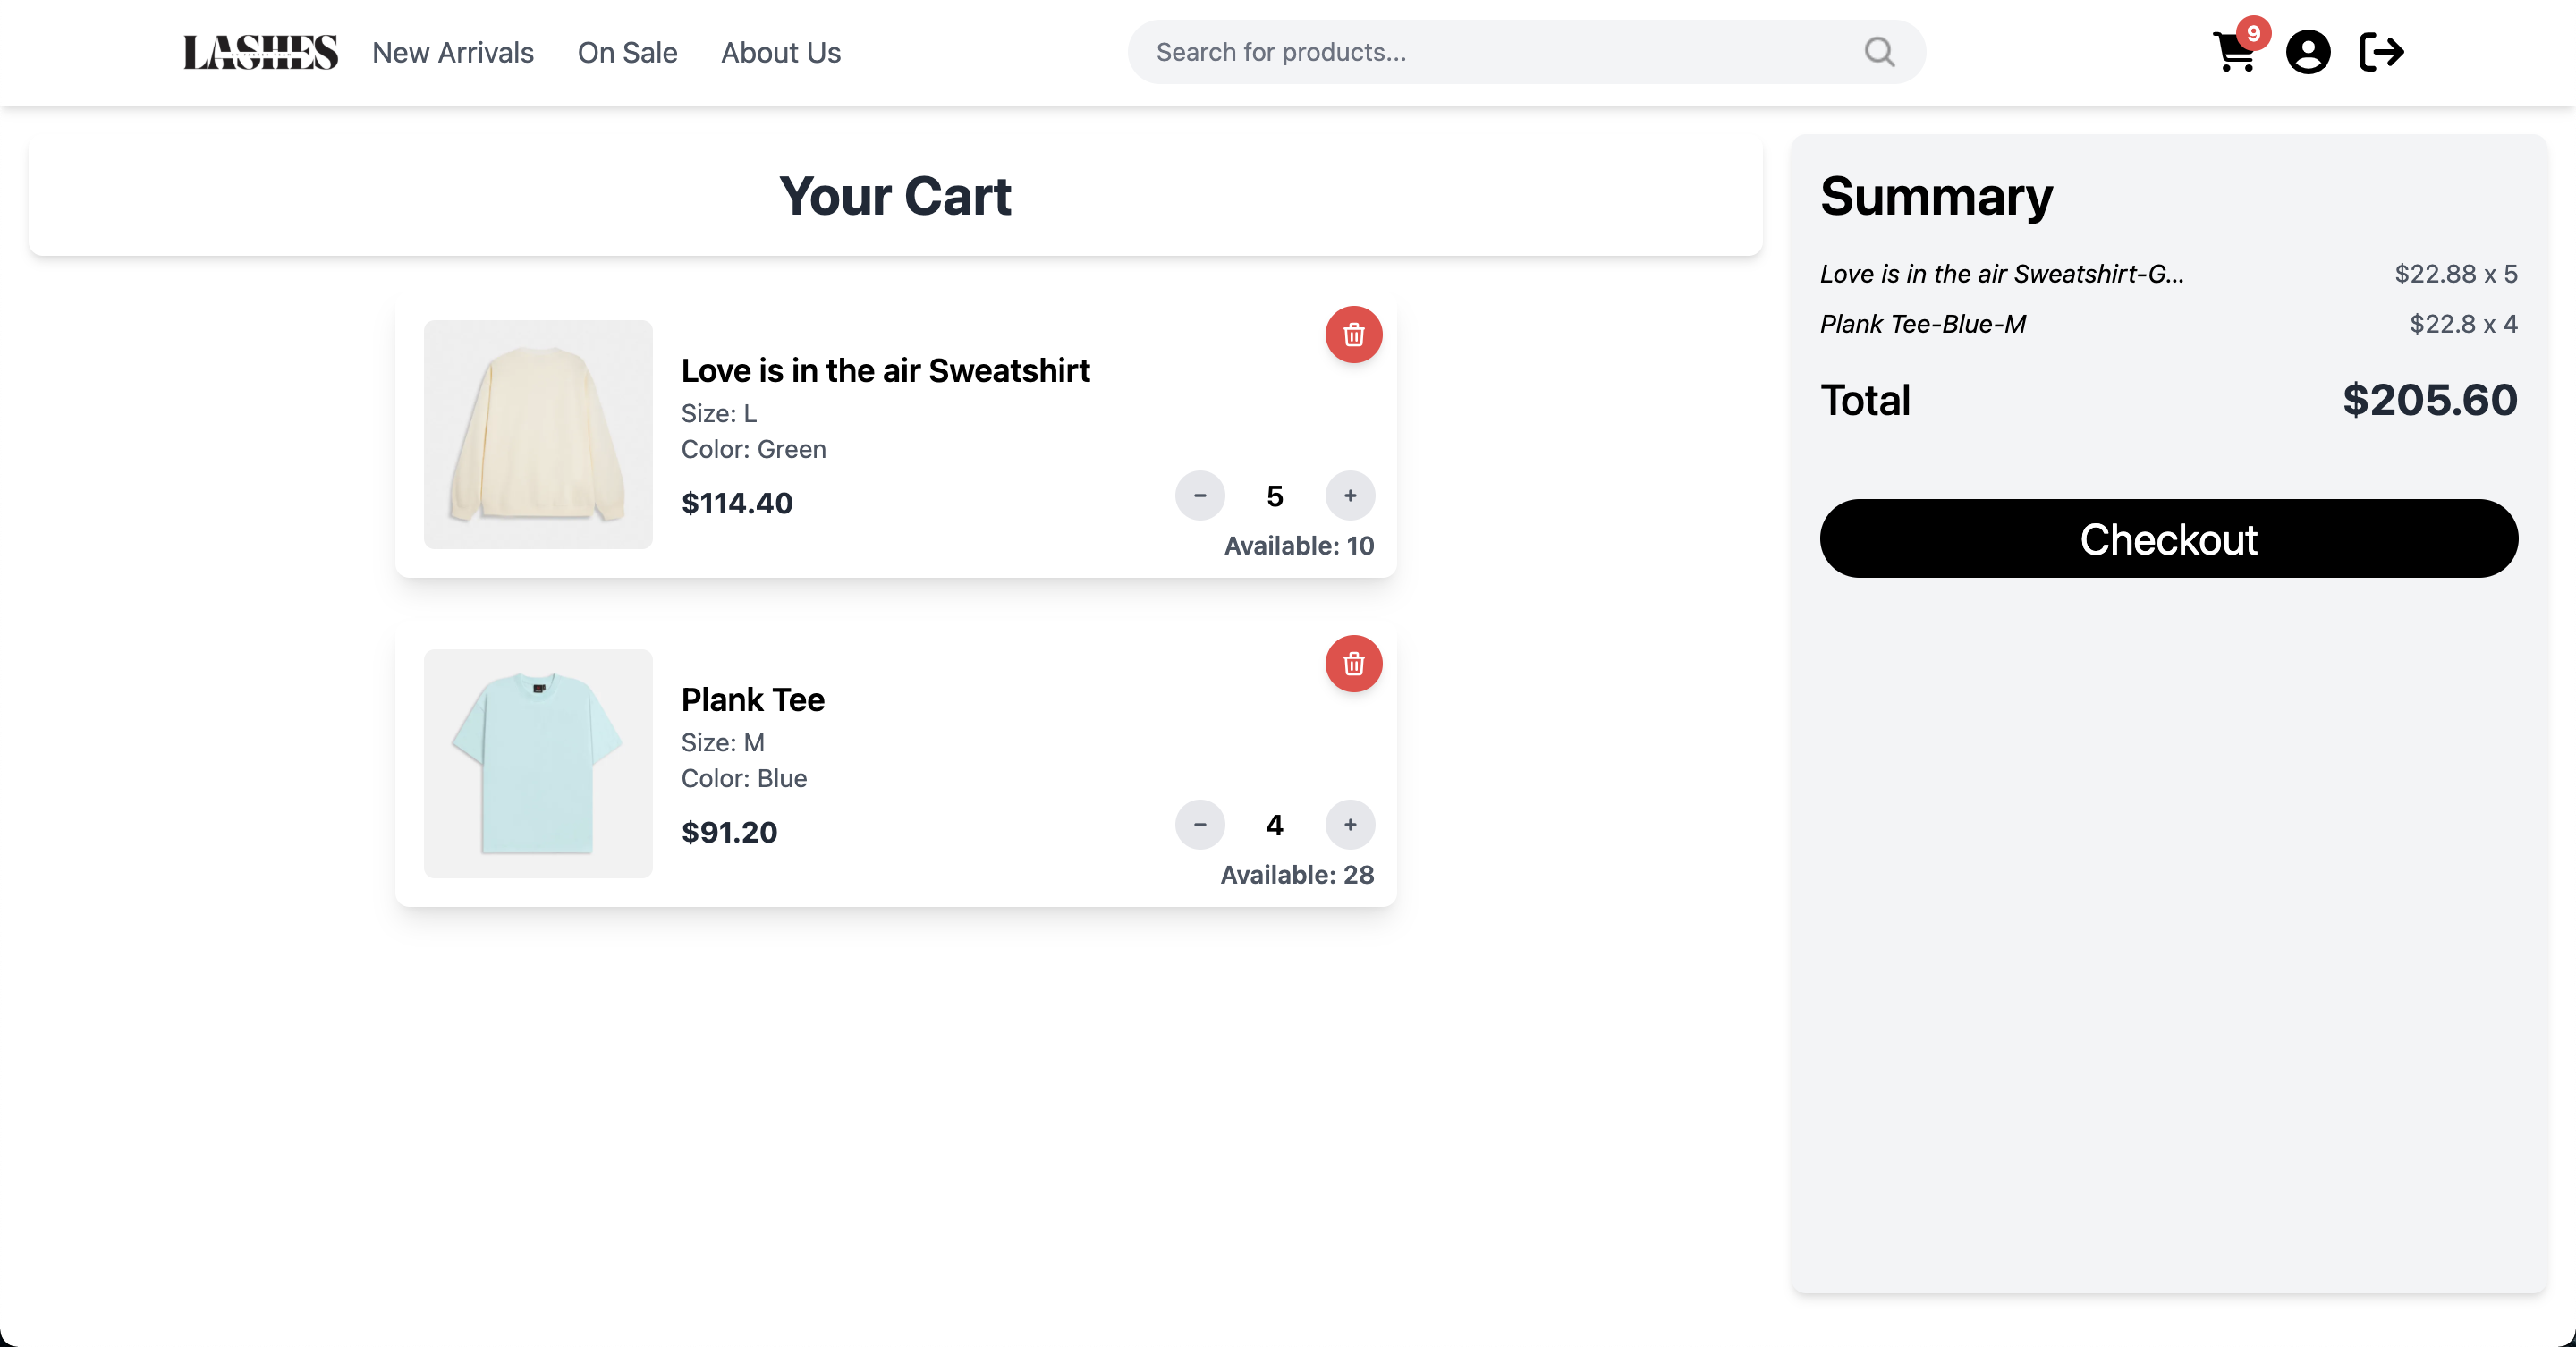 LASHES
New Arrivals
On Sale
About Us
Search for products...
9
Your Cart
Love is in the air Sweatshirt
Size: L
Color: Green
$114.40
- 5 +
Available: 10
Plank Tee
Size: M
Color: Blue
$91.20
- 4 +
Available: 28
Summary
Love is in the air Sweatshirt-G... $22.88 x 5
Plank Tee-Blue-M $22.8 x 4
Total $205.60
Checkout